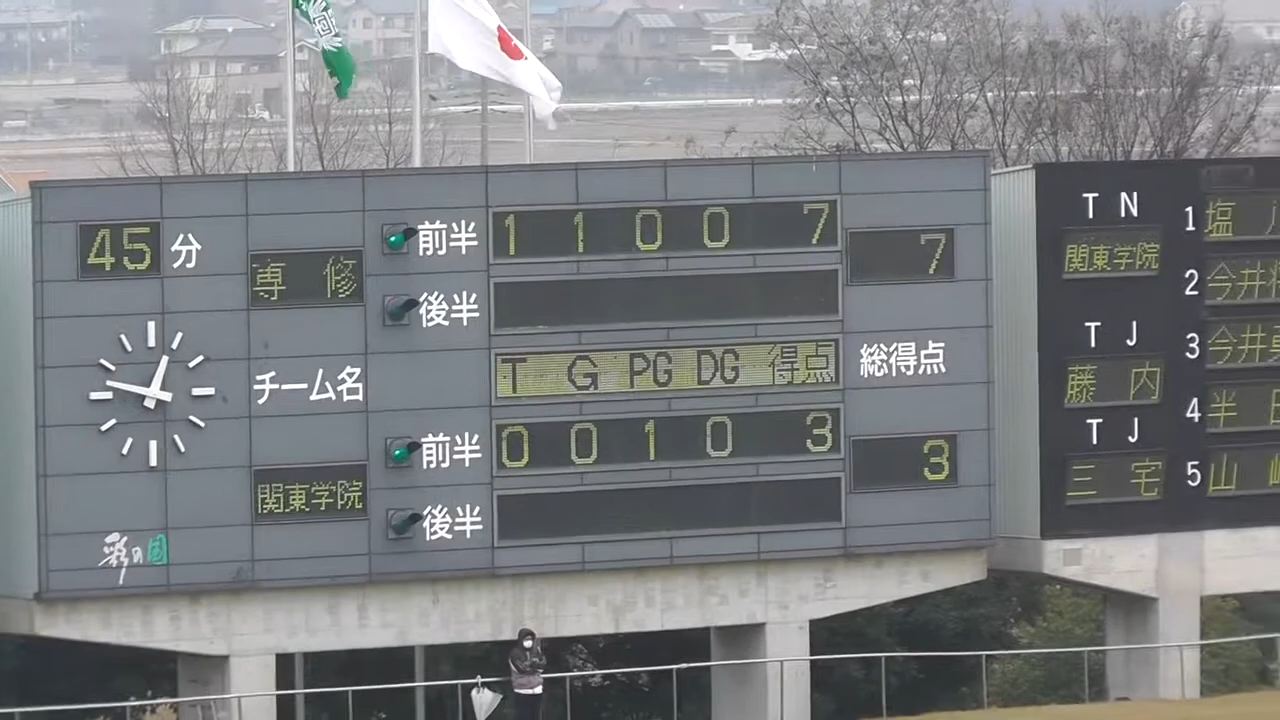 45 分
専 修
前半 1 1 0 0 7
7
後半
チーム名
T G PG DG 得点
総得点
関東学院
前半 0 0 1 0 3
3
後半
彩の国
T N
関東学院
T J
藤 内
T J
三 宅
1 塩
2 今井
3 今井
4 半
5 山